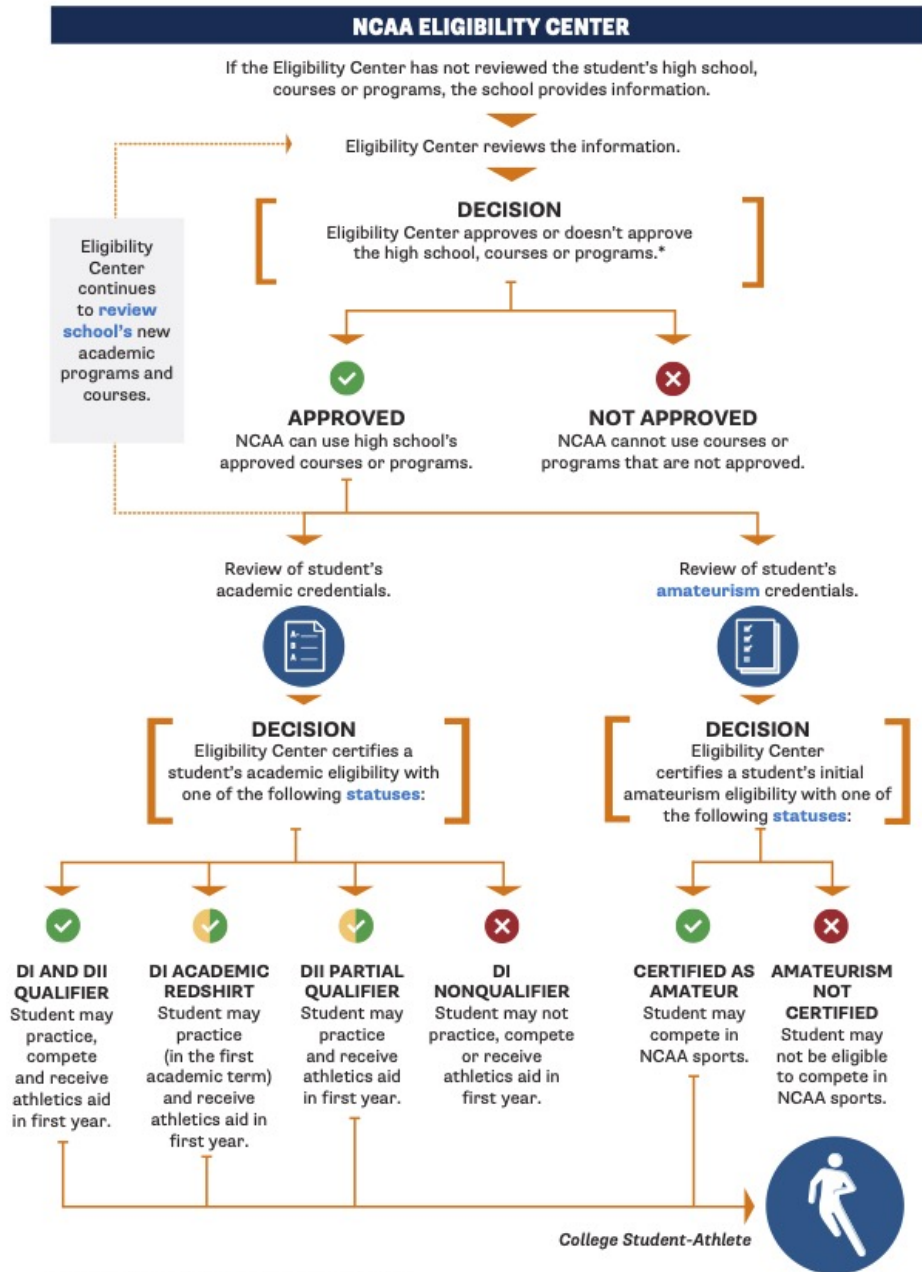 NCAA ELIGIBILITY CENTER
If the Eligibility Center has not reviewed the student's high school,
courses or programs, the school provides information.
Eligibility Center reviews the information.
DECISION
Eligibility Center approves or doesn't approve
the high school, courses or programs.*
Eligibility
Center
continues
to review
school's new
academic
programs and
courses.
APPROVED
NCAA can use high school's
approved courses or programs.
NOT APPROVED
NCAA cannot use courses or
programs that are not approved.
Review of student's
academic credentials.
Review of student's
amateurism credentials.
A-
B
A
DECISION
Eligibility Center certifies a
student's academic eligibility with
one of the following statuses:
DECISION
Eligibility Center
certifies a student's initial
amateurism eligibility with one of
the following statuses:
DI AND DII
QUALIFIER
Student may
practice,
compete
and receive
athletics aid
in first year.
DI ACADEMIC
REDSHIRT
Student may
practice
(in the first
academic term)
and receive
athletics aid in
first year.
DII PARTIAL
QUALIFIER
Student may
practice
and receive
athletics aid
in first year.
DI
NONQUALIFIER
Student may not
practice, compete
or receive
athletics aid in
first year.
CERTIFIED AS
AMATEUR
Student may
compete in
NCAA sports.
AMATEURISM
NOT
CERTIFIED
Student may
not be eligible
to compete in
NCAA sports.
College Student-Athlete